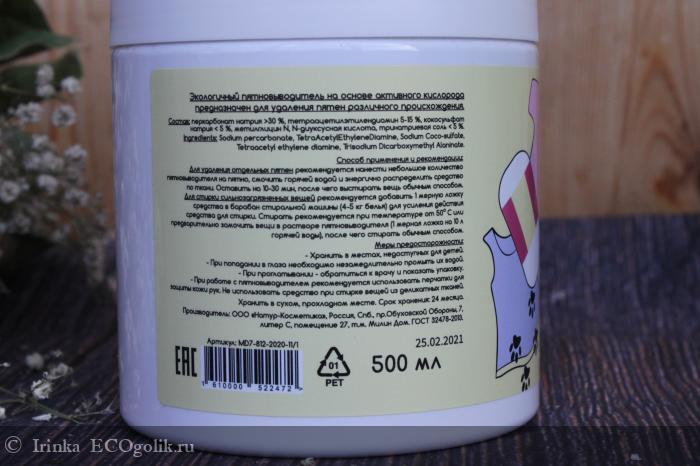 Экологичный пятновыводитель на основе активного кислорода
предназначен для удаления пятен различного происхождения.
Состав: перкарбонат натрия >30 %, тетраацетилэтилендиамин 5-15 %, кокосульфат
натрия < 5 %, метилглицин N, N-диуксусная кислота, тринатриевая соль < 5 %.
Ingredients: Sodium percarbonate, TetraAcetylEthyleneDiamine, Sodium Coco-sulfate,
Tetraacetyl ethylene diamine, Trisodium Dicarboxymethyl Alaninate.
Способ применения и рекомендации:
Для удаления отдельных пятен рекомендуется нанести небольшое количество
пятновыводителя на пятно, смочить горячей водой и энергично распределить средство
по ткани. Оставить на 10-30 мин, после чего выстирать вещь обычным способом.
Для стирки сильнозагрязненных вещей рекомендуется добавить 1 мерную ложку
средства в барабан стиральной машины (4-5 кг белья) для усиления действия
средства для стирки. Стирать рекомендуется при температуре от 50° С или
предварительно замочить вещи в растворе пятновыводителя (1 мерная ложка на 10 л
горячей воды), после чего стирать обычным способом.
Меры предосторожности:
- Хранить в местах, недоступных для детей.
- При попадании в глаза необходимо незамедлительно промыть их водой.
- При проглатывании - обратиться к врачу и показать упаковку.
- При работе с пятновыводителем рекомендуется использовать перчатки для
защиты кожи рук. Не использовать средство при стирке вещей из деликатных тканей.
Хранить в сухом, прохладном месте. Срок хранения: 24 месяца.
Производитель: ООО «Натур-Косметика», Россия, Спб., пр.Обуховской Обороны, 7,
литер С, помещение 27, т.м. Милин Дом. ГОСТ 32478-2013.
Артикул: MD7-812-2020-11/1
25.02.2021
EAC
1 610000 522472
01
PET
500 мл
© Irinka ECOgolik.ru